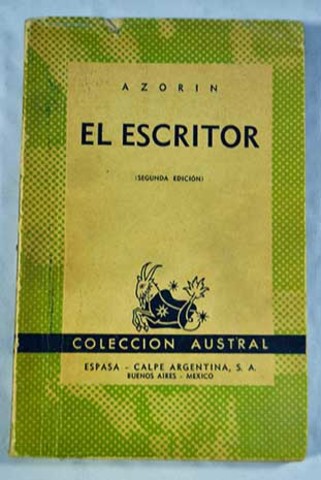 AZORIN
EL ESCRITOR
(SEGUNDA EDICIÓN)
COLECCION AUSTRAL
ESPASA - CALPE ARGENTINA, S. A.
BUENOS AIRES - MEXICO